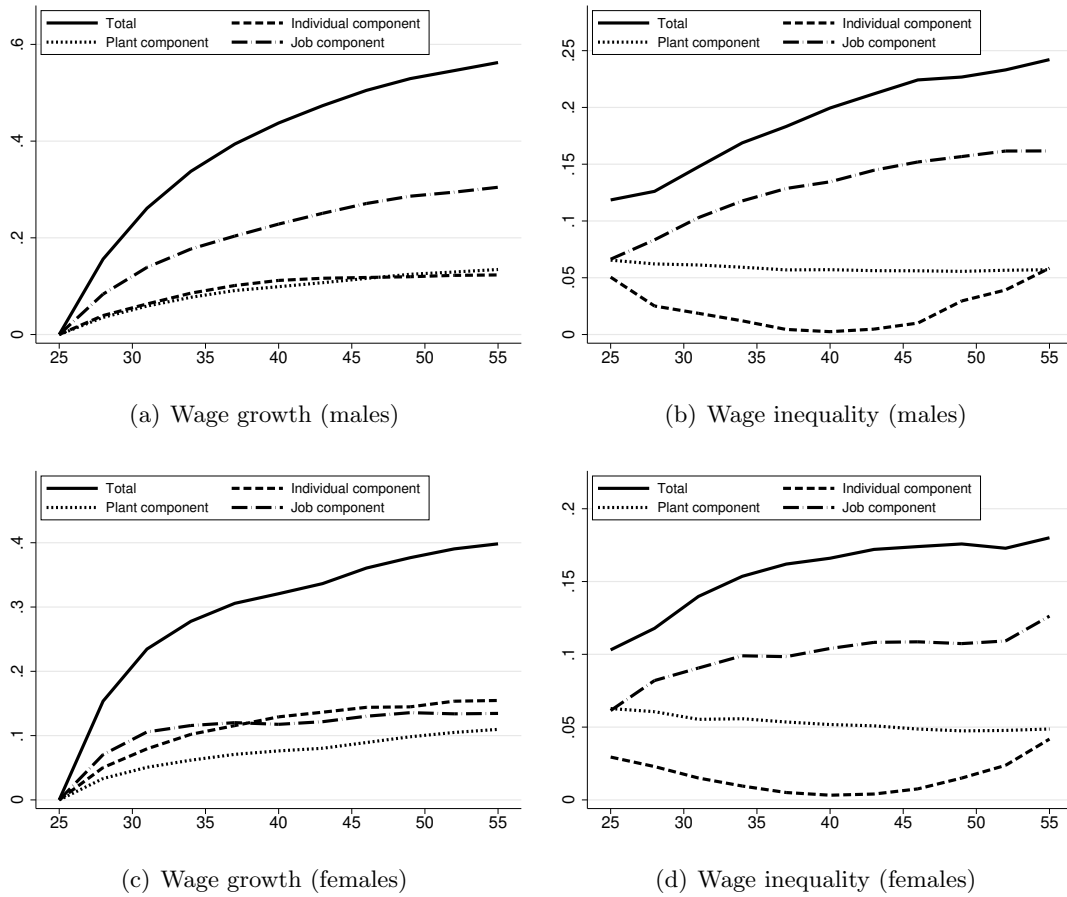 Total
Individual component
Plant component
Job component
.6
.4
.2
0
25 30 35 40 45 50 55
(a) Wage growth (males)
Total
Individual component
Plant component
Job component
.25
.2
.15
.1
.05
0
25 30 35 40 45 50 55
(b) Wage inequality (males)
Total
Individual component
Plant component
Job component
.4
.3
.2
.1
0
25 30 35 40 45 50 55
(c) Wage growth (females)
Total
Individual component
Plant component
Job component
.2
.15
.1
.05
0
25 30 35 40 45 50 55
(d) Wage inequality (females)